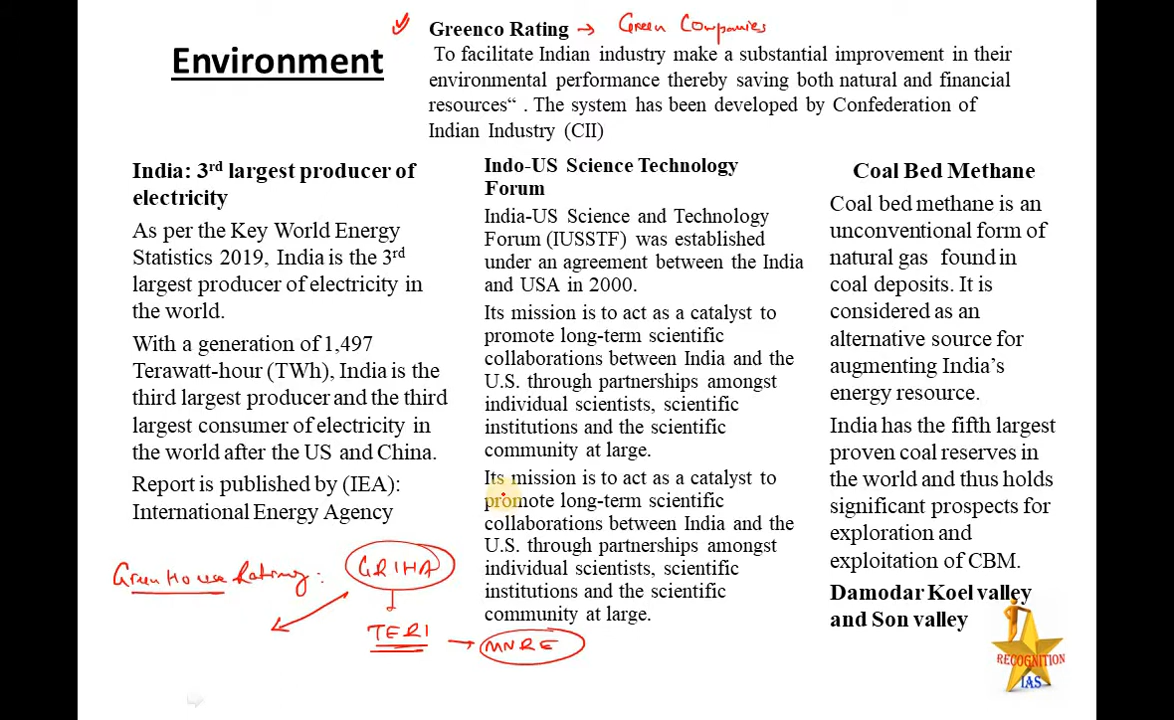 Environment
Greenco Rating → Green Companies
To facilitate Indian industry make a substantial improvement in their
environmental performance thereby saving both natural and financial
resources“ . The system has been developed by Confederation of
Indian Industry (CII)
India: 3rd largest producer of
electricity
As per the Key World Energy
Statistics 2019, India is the 3rd
largest producer of electricity in
the world.
With a generation of 1,497
Terawatt-hour (TWh), India is the
third largest producer and the third
largest consumer of electricity in
the world after the US and China.
Report is published by (IEA):
International Energy Agency
Indo-US Science Technology
Forum
India-US Science and Technology
Forum (IUSSTF) was established
under an agreement between the India
and USA in 2000.
Its mission is to act as a catalyst to
promote long-term scientific
collaborations between India and the
U.S. through partnerships amongst
individual scientists, scientific
institutions and the scientific
community at large.
Its mission is to act as a catalyst to
promote long-term scientific
collaborations between India and the
U.S. through partnerships amongst
individual scientists, scientific
institutions and the scientific
community at large.
Coal Bed Methane
Coal bed methane is an
unconventional form of
natural gas found in
coal deposits. It is
considered as an
alternative source for
augmenting India’s
energy resource.
India has the fifth largest
proven coal reserves in
the world and thus holds
significant prospects for
exploration and
exploitation of CBM.
Damodar Koel valley
and Son valley
Green House Rating: GRIHA
TERI → MNRE
RECOGNITION
IAS